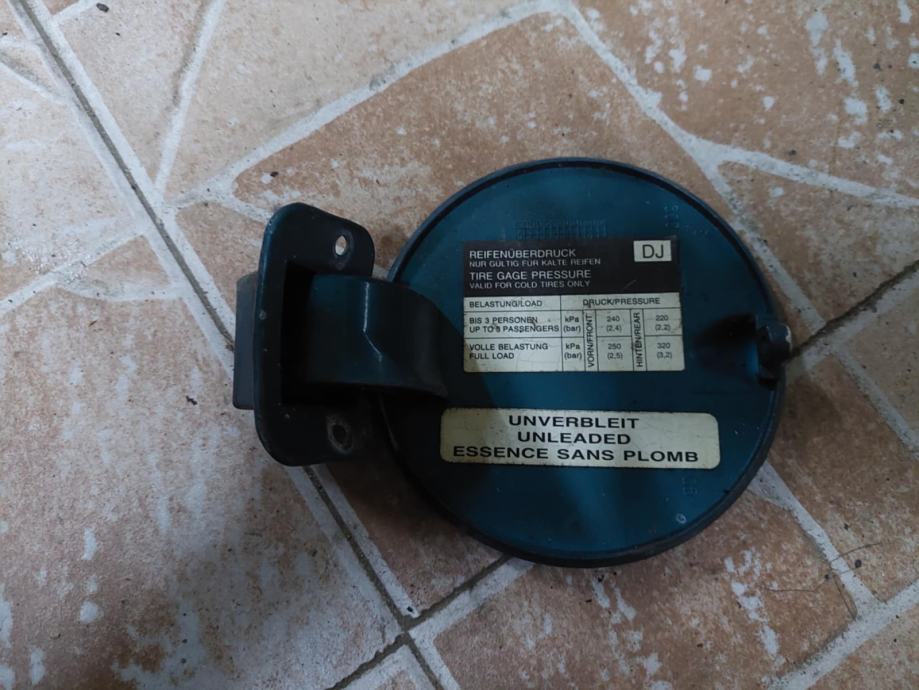 REIFENÜBERDRUCK
NUR GÜLTIG FÜR KALTE REIFEN
TIRE GAGE PRESSURE
VALID FOR COLD TIRES ONLY
DJ
BELASTUNG/LOAD DRUCK/PRESSURE
BIS 3 PERSONEN kPa 240 220
UP TO 3 PASSENGERS (bar) (2,4) (2,2)
VOLLE BELASTUNG kPa 250 320
FULL LOAD (bar) (2,5) (3,2)
VORN/FRONT
HINTEN/REAR
UNVERBLEIT
UNLEADED
ESSENCE SANS PLOMB